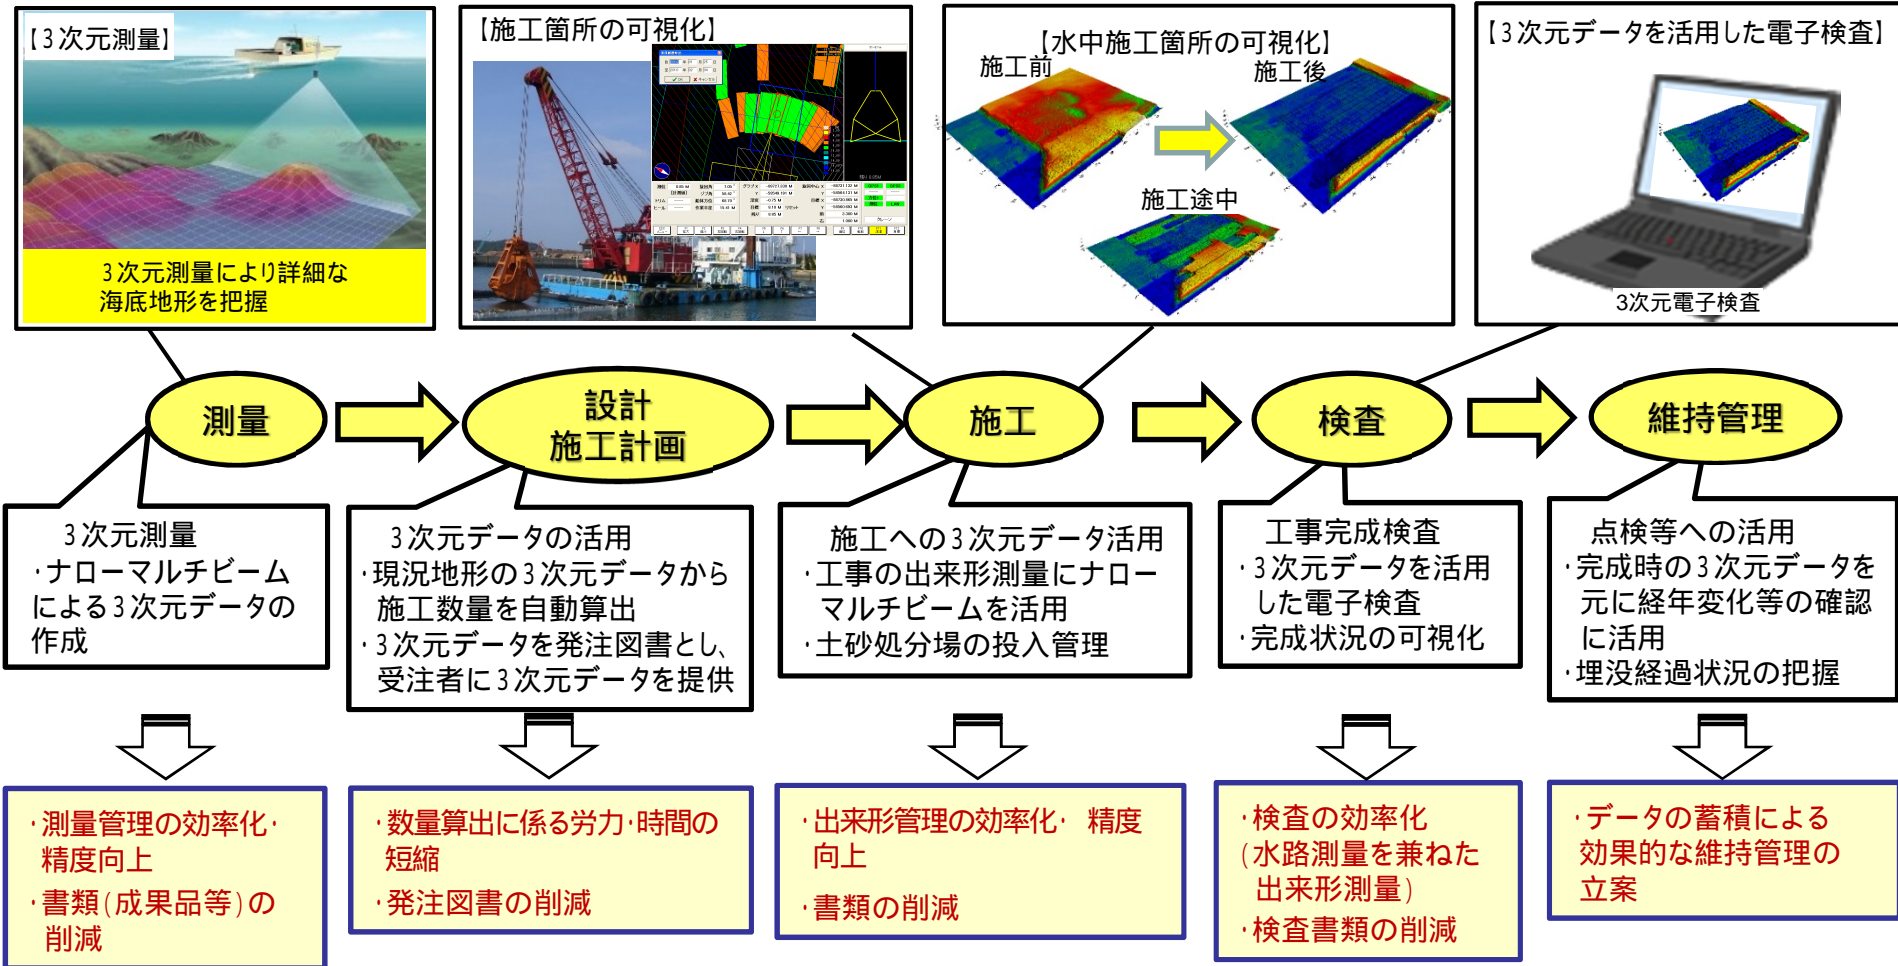 【3次元測量】
3次元測量により詳細な
海底地形を把握
【施工箇所の可視化】
【水中施工箇所の可視化】
施工前
施工後
施工途中
【3次元データを活用した電子検査】
3次元電子検査
測量
設計
施工計画
施工
検査
維持管理
3次元測量
・ナローマルチビーム
による3次元データの
作成
3次元データの活用
・現況地形の3次元データから
施工数量を自動算出
・3次元データを発注図書とし、
受注者に3次元データを提供
施工への3次元データ活用
・工事の出来形測量にナロー
マルチビームを活用
・土砂処分場の投入管理
工事完成検査
・3次元データを活用
した電子検査
・完成状況の可視化
点検等への活用
・完成時の3次元データを
元に経年変化等の確認
に活用
・埋没経過状況の把握
・測量管理の効率化・
精度向上
・書類(成果品等)の
削減
・数量算出に係る労力・時間の
短縮
・発注図書の削減
・出来形管理の効率化・ 精度
向上
・書類の削減
・検査の効率化
(水路測量を兼ねた
出来形測量)
・検査書類の削減
・データの蓄積による
効果的な維持管理の
立案